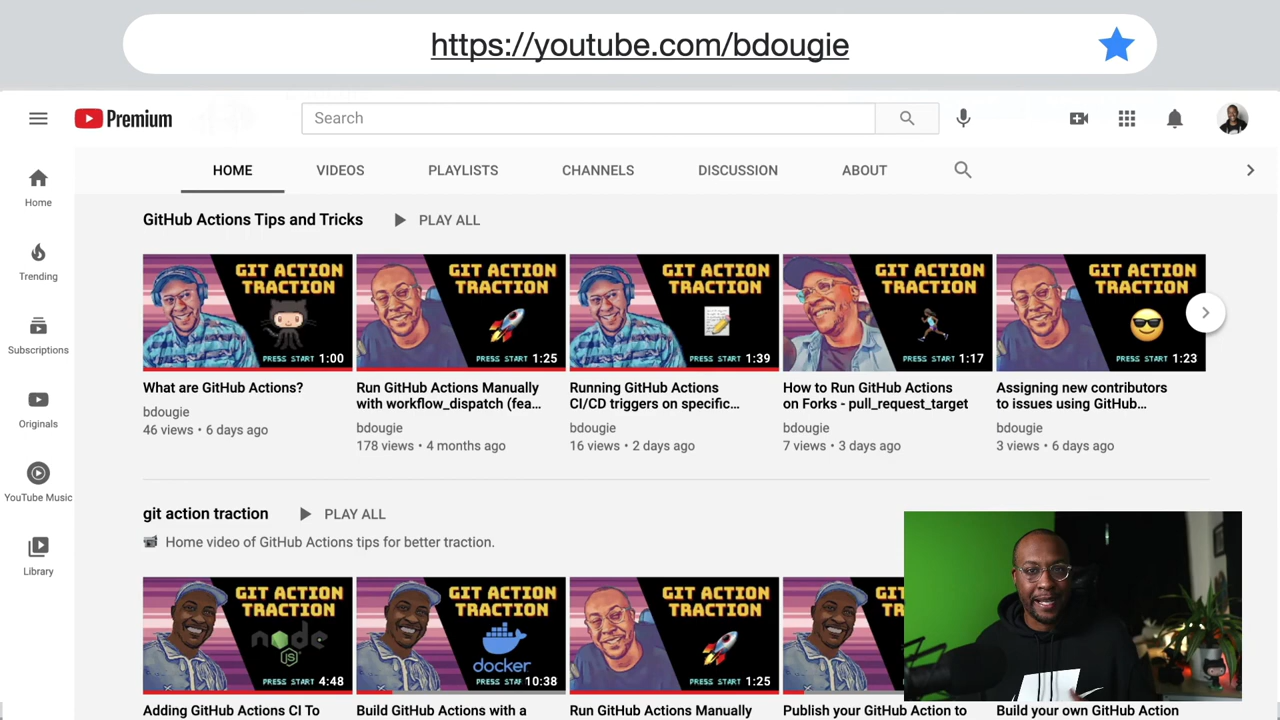 https://youtube.com/bdougie
Premium
Search
HOME VIDEOS PLAYLISTS CHANNELS DISCUSSION ABOUT
Home
Trending
Subscriptions
Originals
YouTube Music
Library
GitHub Actions Tips and Tricks PLAY ALL
GIT ACTION
TRACTION
PRESS START 1:00
What are GitHub Actions?
bdougie
46 views • 6 days ago
GIT ACTION
TRACTION
PRESS START 1:25
Run GitHub Actions Manually
with workflow_dispatch (fea...
bdougie
178 views • 4 months ago
GIT ACTION
TRACTION
PRESS START 1:39
Running GitHub Actions
CI/CD triggers on specific...
bdougie
16 views • 2 days ago
GIT ACTION
TRACTION
PRESS START 1:17
How to Run GitHub Actions
on Forks - pull_request_target
bdougie
7 views • 3 days ago
GIT ACTION
TRACTION
PRESS START 1:23
Assigning new contributors
to issues using GitHub...
bdougie
3 views • 6 days ago
git action traction PLAY ALL
Home video of GitHub Actions tips for better traction.
GIT ACTION
TRACTION
node
JS
PRESS START 4:48
Adding GitHub Actions CI To
GIT ACTION
TRACTION
docker
PRESS STAR 10:38
Build GitHub Actions with a
GIT ACTION
TRACTION
PRESS START 1:25
Run GitHub Actions Manually
Publish your GitHub Action to
Build your own GitHub Action